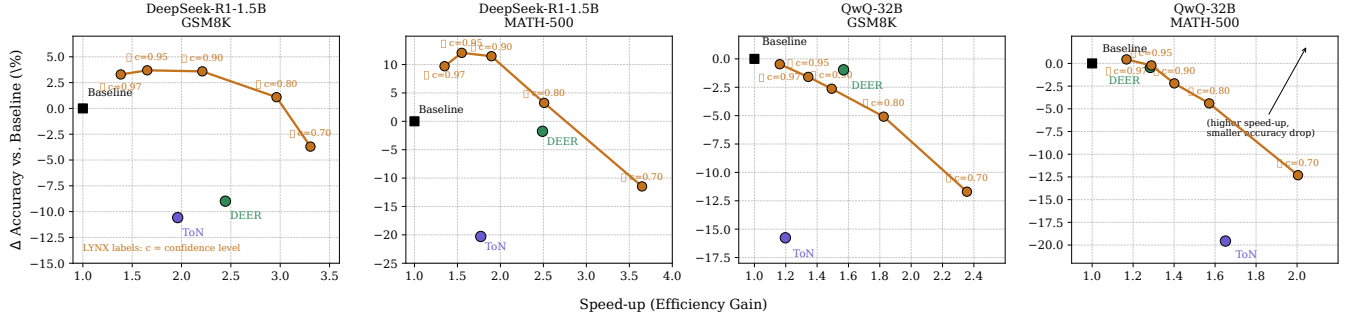 DeepSeek-R1-1.5B
GSM8K
DeepSeek-R1-1.5B
MATH-500
QwQ-32B
GSM8K
QwQ-32B
MATH-500
Δ Accuracy vs. Baseline (\%)
5.0
2.5
0.0
−2.5
−5.0
−7.5
−10.0
−12.5
−15.0
1.0
1.5
2.0
2.5
3.0
3.5
Baseline
c=0.97
c=0.95
c=0.90
c=0.80
c=0.70
DEER
ToN
LYNX labels: c = confidence level
10
5
0
−5
−10
−15
−20
−25
1.0
1.5
2.0
2.5
3.0
3.5
4.0
Baseline
c=0.97
c=0.95
c=0.90
c=0.80
c=0.70
DEER
ToN
0.0
−2.5
−5.0
−7.5
−10.0
−12.5
−15.0
−17.5
1.0
1.2
1.4
1.6
1.8
2.0
2.2
2.4
Baseline
c=0.97
c=0.95
c=0.90
c=0.80
c=0.70
DEER
ToN
2.5
0.0
−2.5
−5.0
−7.5
−10.0
−12.5
−15.0
−17.5
−20.0
1.0
1.2
1.4
1.6
1.8
2.0
Baseline
c=0.97
c=0.95
c=0.90
c=0.80
c=0.70
DEER
ToN
(higher speed-up,
smaller accuracy drop)
Speed-up (Efficiency Gain)